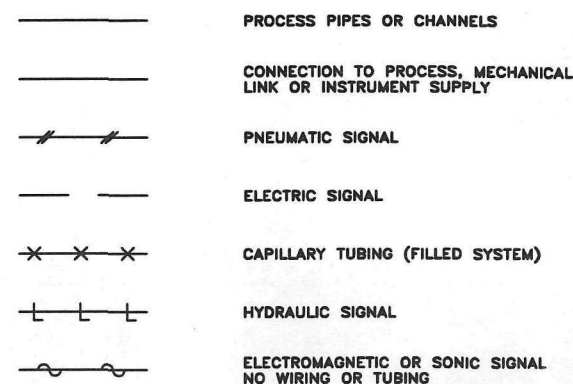 PROCESS PIPES OR CHANNELS
CONNECTION TO PROCESS, MECHANICAL
LINK OR INSTRUMENT SUPPLY
PNEUMATIC SIGNAL
ELECTRIC SIGNAL
CAPILLARY TUBING (FILLED SYSTEM)
HYDRAULIC SIGNAL
ELECTROMAGNETIC OR SONIC SIGNAL
NO WIRING OR TUBING